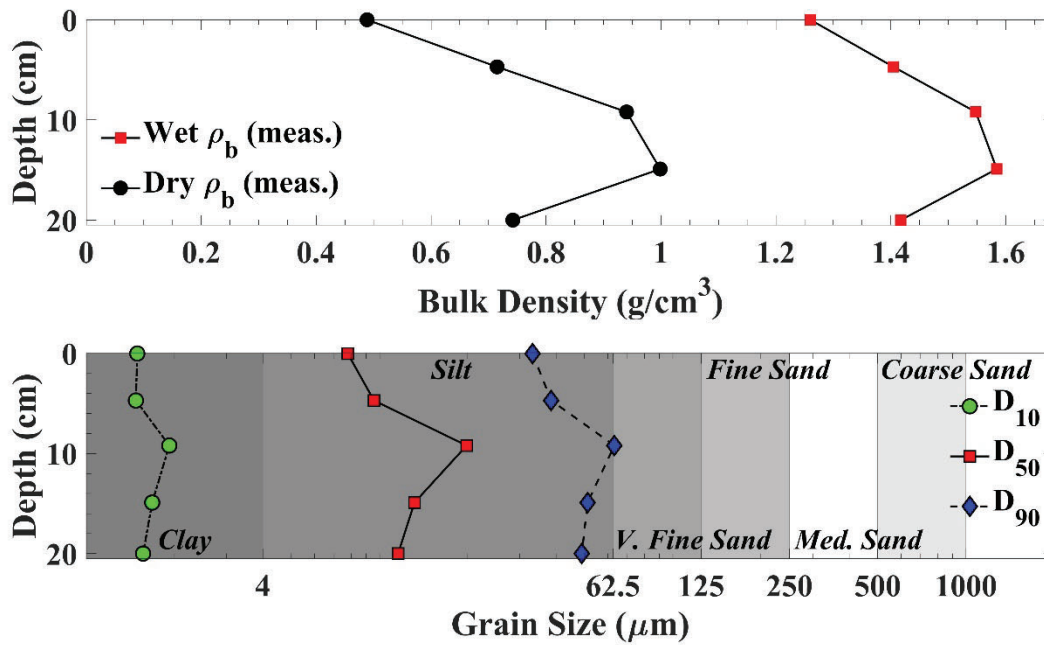 0
10
20
Depth (cm)
Wet ρb (meas.)
Dry ρb (meas.)
0 0.2 0.4 0.6 0.8 1 1.2 1.4 1.6
Bulk Density (g/cm³)
0
10
20
Depth (cm)
Silt Fine Sand Coarse Sand
D10
D50
D90
Clay V. Fine Sand Med. Sand
4 62.5 125 250 500 1000
Grain Size (μm)